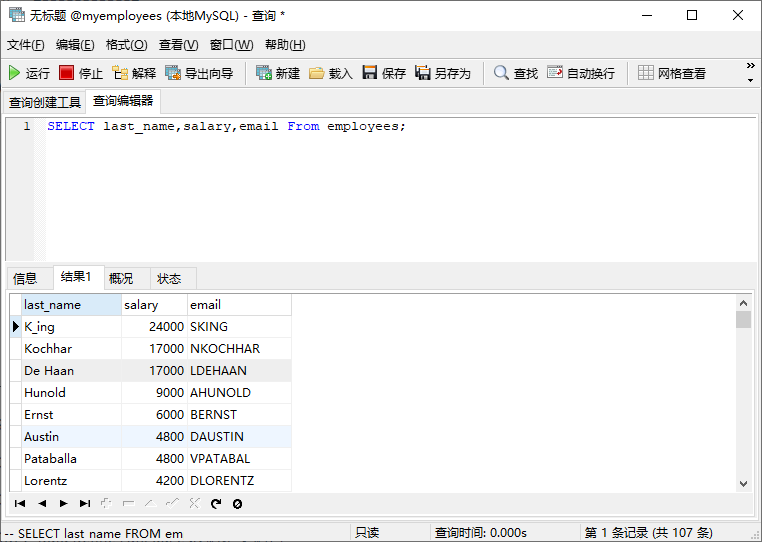 无标题 @myemployees (本地MySQL) - 查询 *
文件(F) 编辑(E) 格式(O) 查看(V) 窗口(W) 帮助(H)
运行 停止 解释 导出向导 新建 载入 保存 另存为 查找 自动换行 网格查看
查询创建工具 查询编辑器
1 SELECT last_name,salary,email From employees;
信息 结果1 概况 状态
last_name salary email
K_ing 24000 SKING
Kochhar 17000 NKOCHHAR
De Haan 17000 LDEHAAN
Hunold 9000 AHUNOLD
Ernst 6000 BERNST
Austin 4800 DAUSTIN
Pataballa 4800 VPATABAL
Lorentz 4200 DLORENTZ
-- SELECT last name FROM em 只读 查询时间: 0.000s 第 1 条记录 (共 107 条)